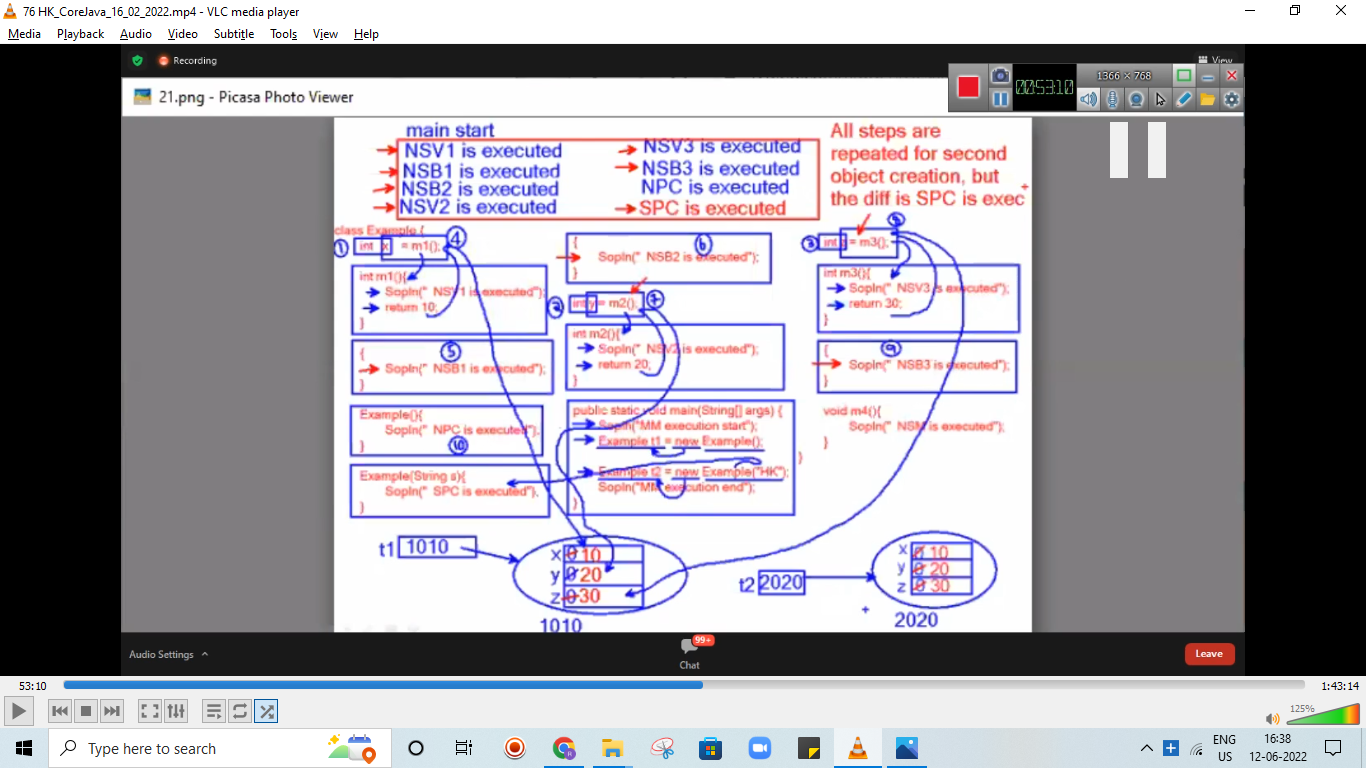 76 HK_CoreJava_16_02_2022.mp4 - VLC media player
Media Playback Audio Video Subtitle Tools View Help
Recording
View
00:53:10
1366 × 768
21.png - Picasa Photo Viewer
main start
NSV1 is executed
NSB1 is executed
NSB2 is executed
NSV2 is executed
NSV3 is executed
NSB3 is executed
NPC is executed
SPC is executed
All steps are
repeated for second
object creation, but
the diff is SPC is exec
class Example {
1 int x = m1(); 4
int m1(){
Sopln(" NSV1 is executed");
return 10;
}
{ 5
Sopln(" NSB1 is executed");
}
Example(){
Sopln(" NPC is executed").
} 10
Example(String s){
Sopln(" SPC is executed").
}
{ 6
Sopln(" NSB2 is executed");
}
2 int y = m2(); 7
int m2(){
Sopln(" NSV2 is executed");
return 20;
}
public static void main(String[] args) {
Sopln("MM execution start");
Example t1 = new Example();
Example t2 = new Example("HK");
Sopln("MM execution end");
}
3 int = m3(); 8
int m3(){
Sopln(" NSV3 is executed");
return 30;
}
{ 9
Sopln(" NSB3 is executed");
}
void m4(){
Sopln(" NSM is executed");
}
}
t1 1010
x 0 10
y 0 20
z 0 30
1010
t2 2020
x 0 10
y 0 20
z 0 30
2020
Audio Settings
99+
Chat
Leave
53:10
1:43:14
125%
Type here to search
ENG
US
16:38
12-06-2022